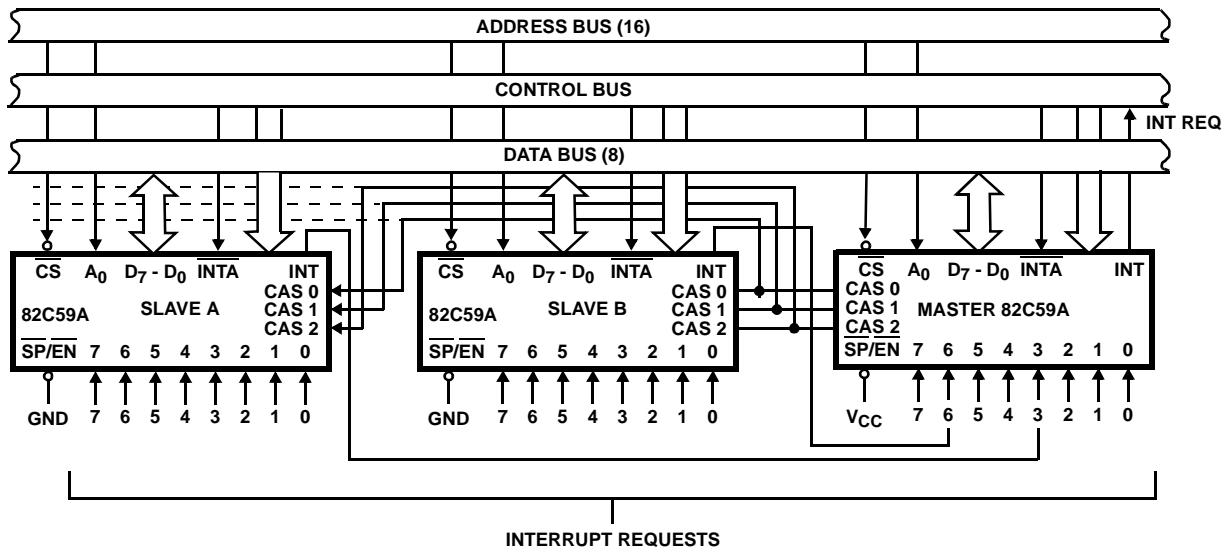 ADDRESS BUS (16)
CONTROL BUS
INT REQ
DATA BUS (8)
CS A0 D7 - D0 INTA INT
CAS 0
82C59A SLAVE A CAS 1
CAS 2
SP/EN 7 6 5 4 3 2 1 0
GND 7 6 5 4 3 2 1 0
CS A0 D7 - D0 INTA INT
CAS 0
82C59A SLAVE B CAS 1
CAS 2
SP/EN 7 6 5 4 3 2 1 0
GND 7 6 5 4 3 2 1 0
CS A0 D7 - D0 INTA INT
CAS 0
CAS 1 MASTER 82C59A
CAS 2
SP/EN 7 6 5 4 3 2 1 0
VCC 7 6 5 4 3 2 1 0
INTERRUPT REQUESTS